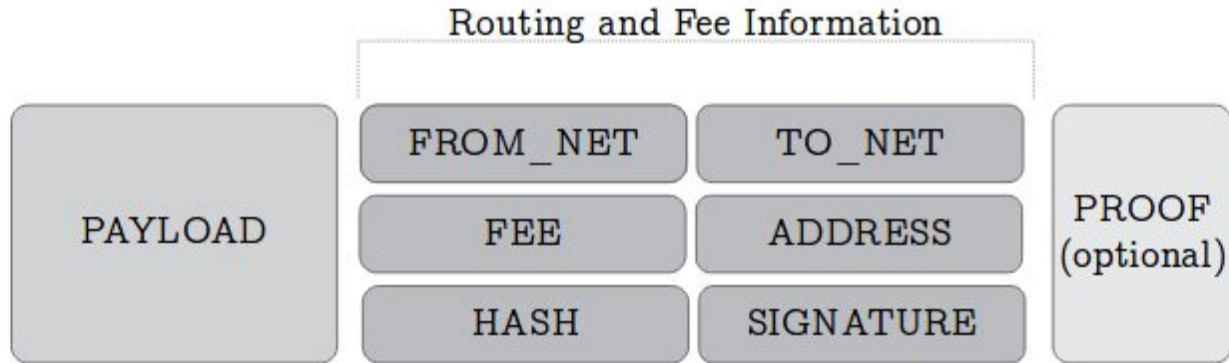 Routing and Fee Information
PAYLOAD
FROM_NET
TO_NET
FEE
ADDRESS
HASH
SIGNATURE
PROOF
(optional)